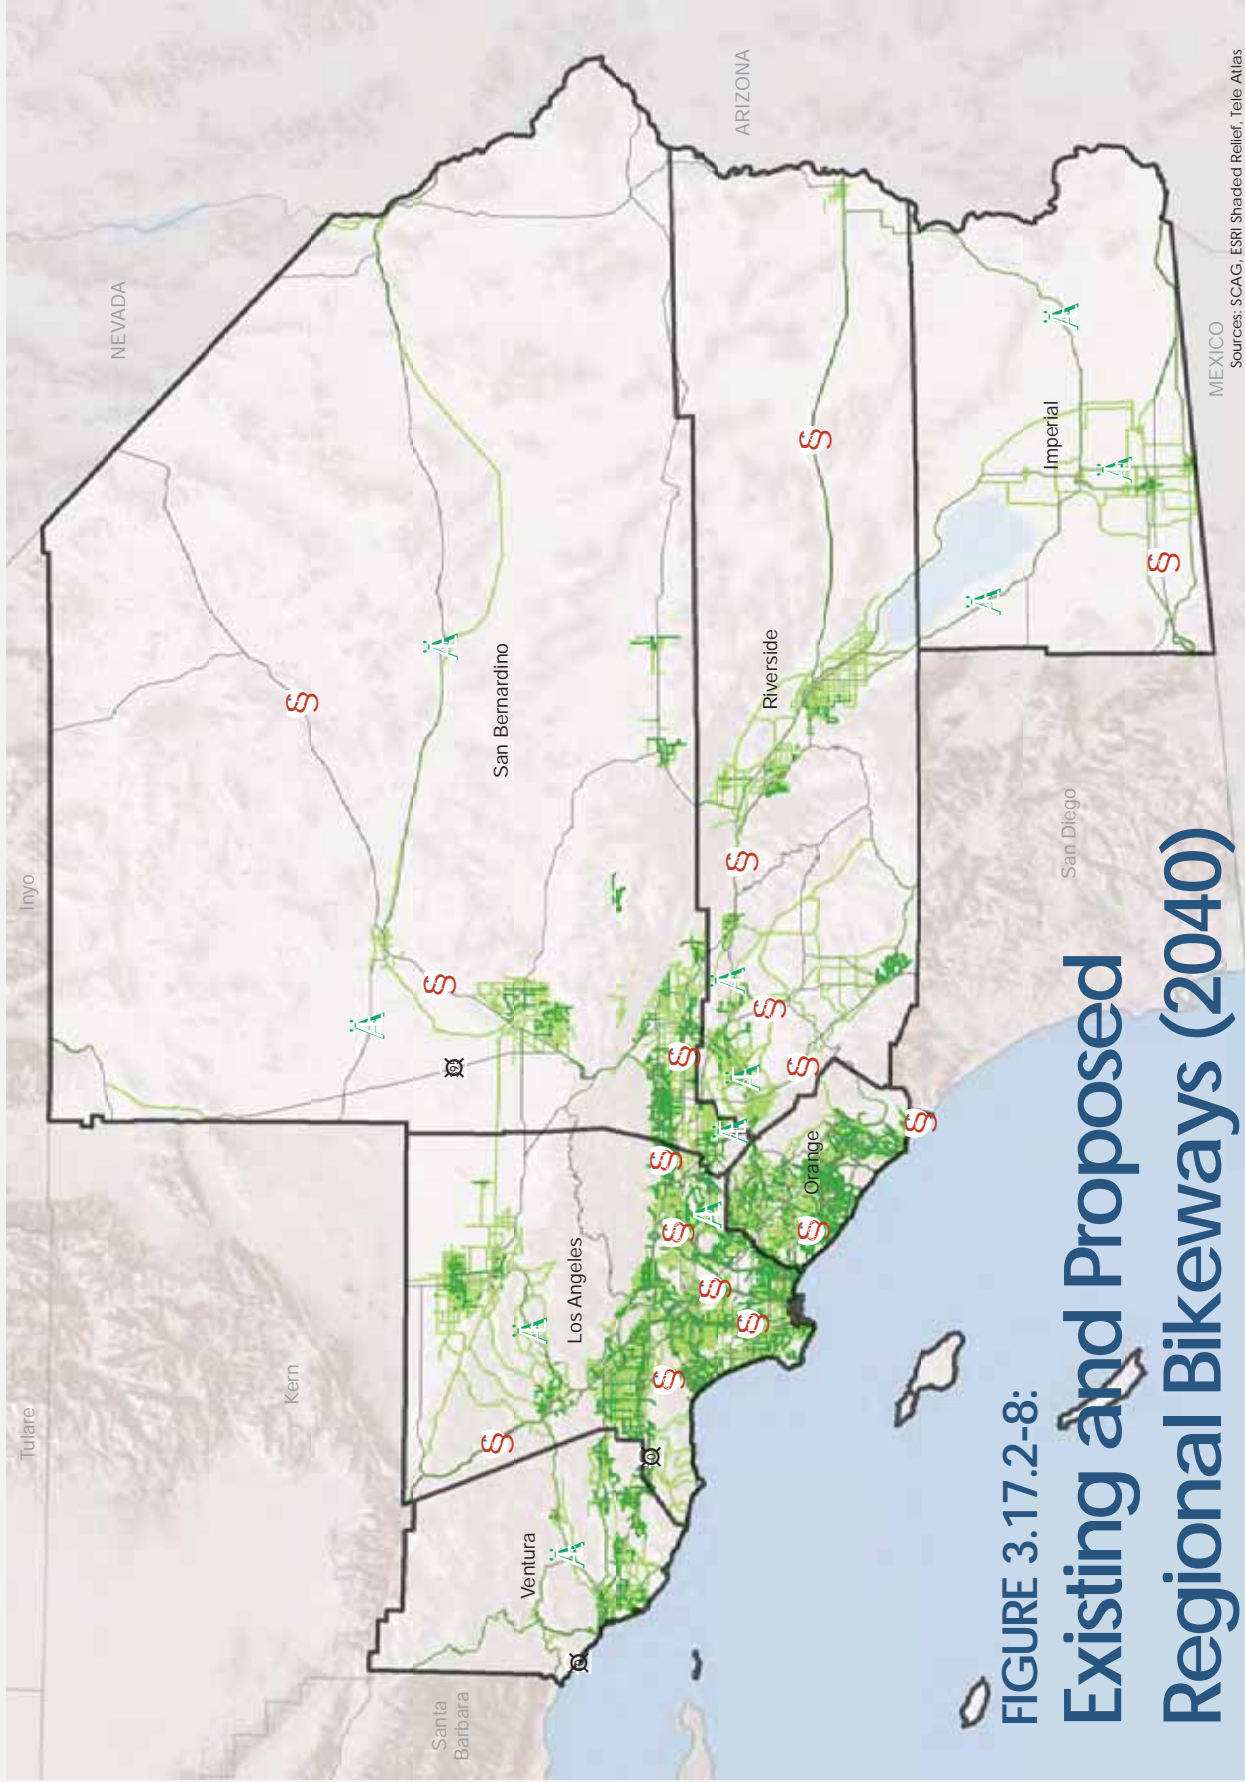 Inyo
NEVADA
Tulare
Kern
San Bernardino
ARIZONA
Los Angeles
Ventura
Santa
Barbara
Riverside
Orange
Imperial
San Diego
MEXICO
FIGURE 3.17.2-8:
Existing and Proposed
Regional Bikeways (2040)
Sources: SCAG, ESRI Shaded Relief, Tele Atlas